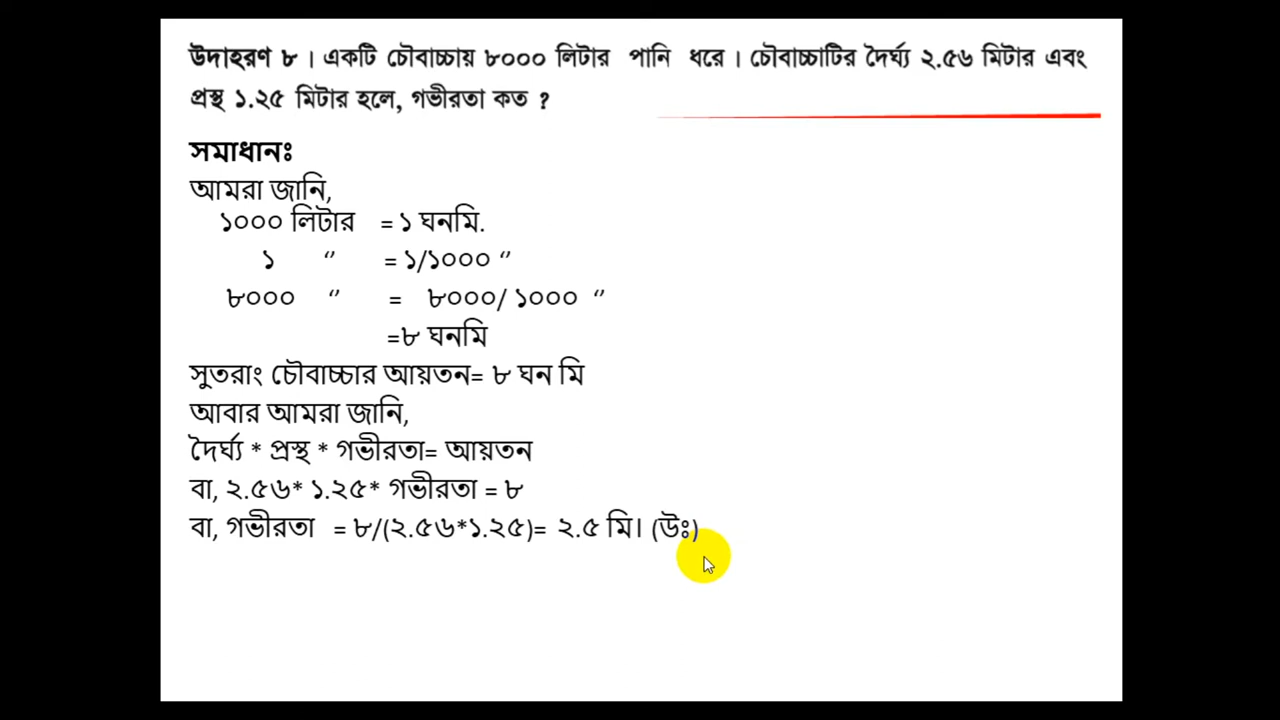 উদাহরণ ৮ । একটি চৌবাচ্চায় ৮০০০ লিটার পানি ধরে । চৌবাচ্চাটির দৈর্ঘ্য ২.৫৬ মিটার এবং
প্রস্থ ১.২৫ মিটার হলে, গভীরতা কত ?
সমাধানঃ
আমরা জানি,
১০০০ লিটার = ১ ঘনমি.
১ ‘’ = ১/১০০০ ‘’
৮০০০ ‘’ = ৮০০০/ ১০০০ ‘’
=৮ ঘনমি
সুতরাং চৌবাচ্চার আয়তন= ৮ ঘন মি
আবার আমরা জানি,
দৈর্ঘ্য * প্রস্থ * গভীরতা= আয়তন
বা, ২.৫৬* ১.২৫* গভীরতা = ৮
বা, গভীরতা = ৮/(২.৫৬*১.২৫)= ২.৫ মি। (উঃ)